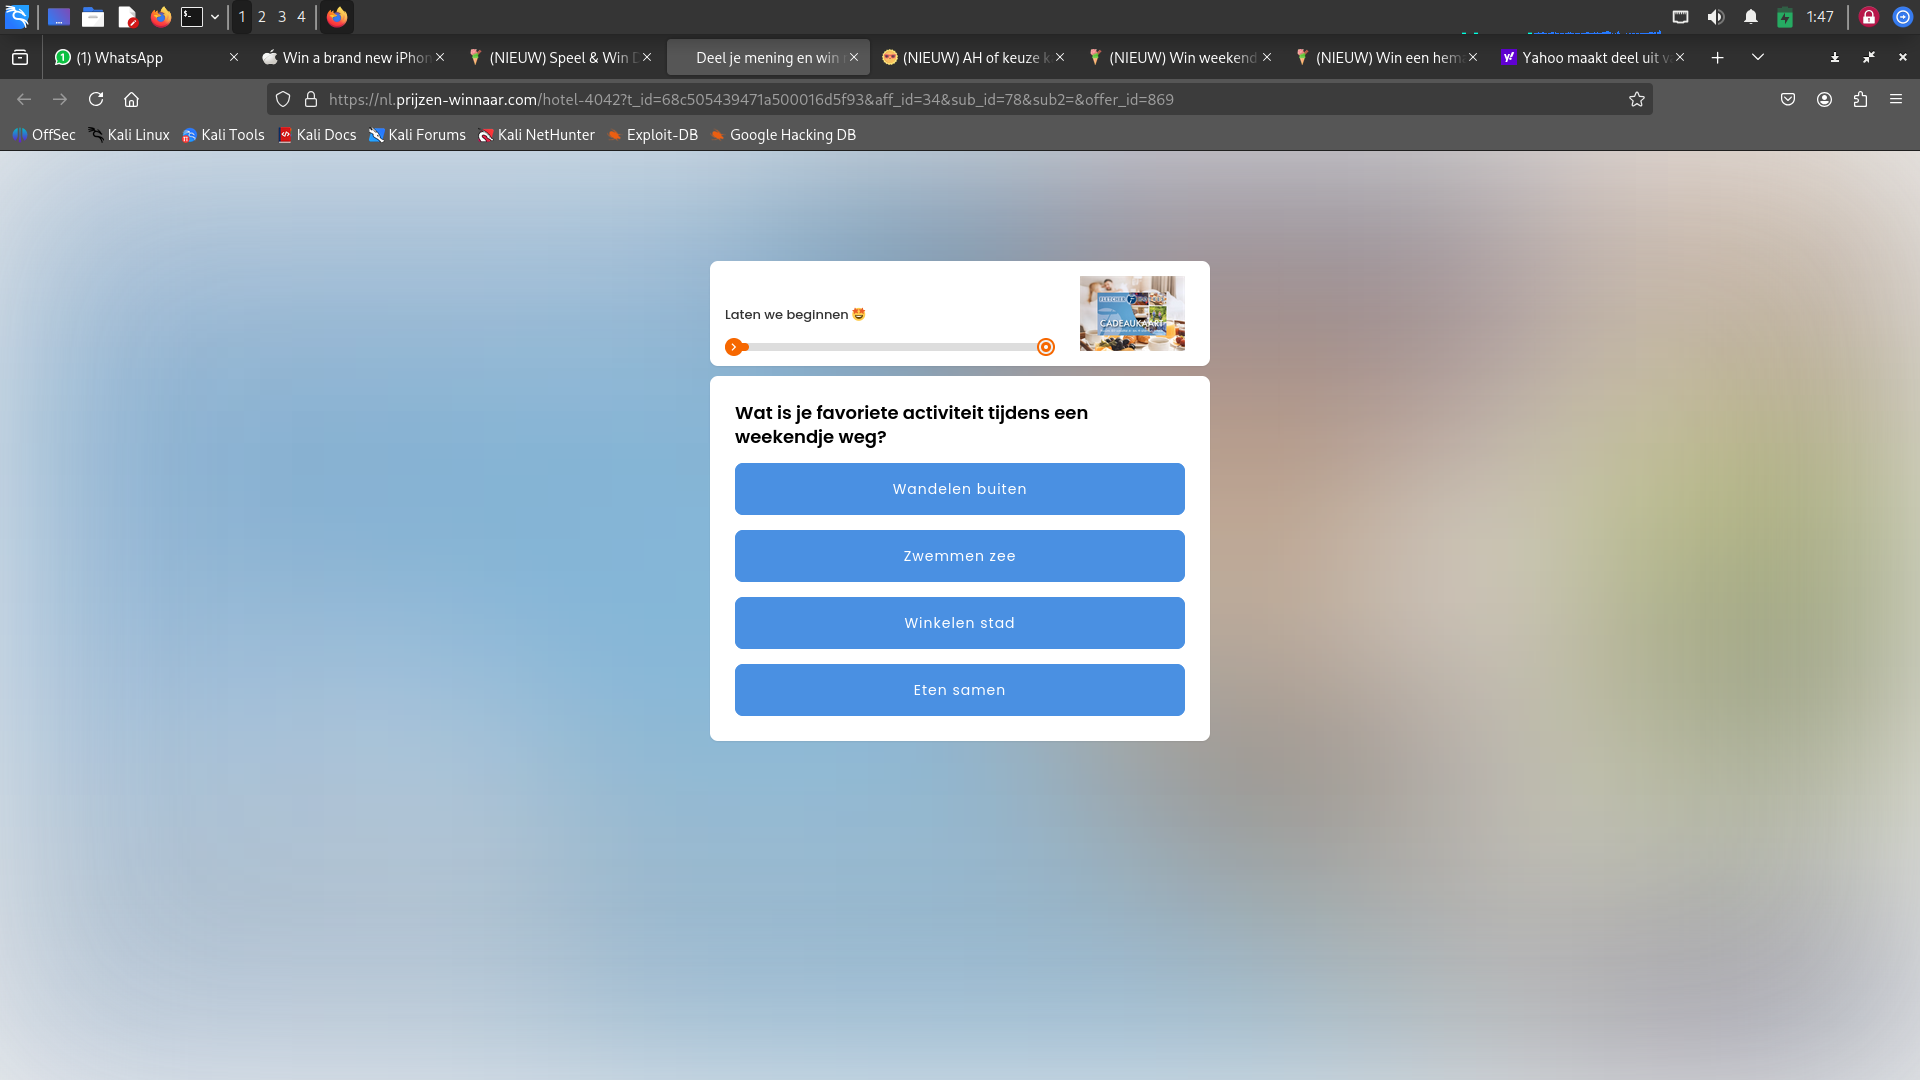 1 2 3 4
1:47
(1) WhatsApp
Win a brand new iPhon
(NIEUW) Speel & Win D
Deel je mening en win
(NIEUW) AH of keuze k
(NIEUW) Win weekend
(NIEUW) Win een hema
Yahoo maakt deel uit va
https://nl.prijzen-winnaar.com/hotel-4042?t_id=68c505439471a500016d5f93&aff_id=34&sub_id=78&sub2=&offer_id=869
OffSec
Kali Linux
Kali Tools
Kali Docs
Kali Forums
Kali NetHunter
Exploit-DB
Google Hacking DB
Laten we beginnen 🤩
FLETCHER
CADEAUKAART
Wat is je favoriete activiteit tijdens een
weekendje weg?
Wandelen buiten
Zwemmen zee
Winkelen stad
Eten samen